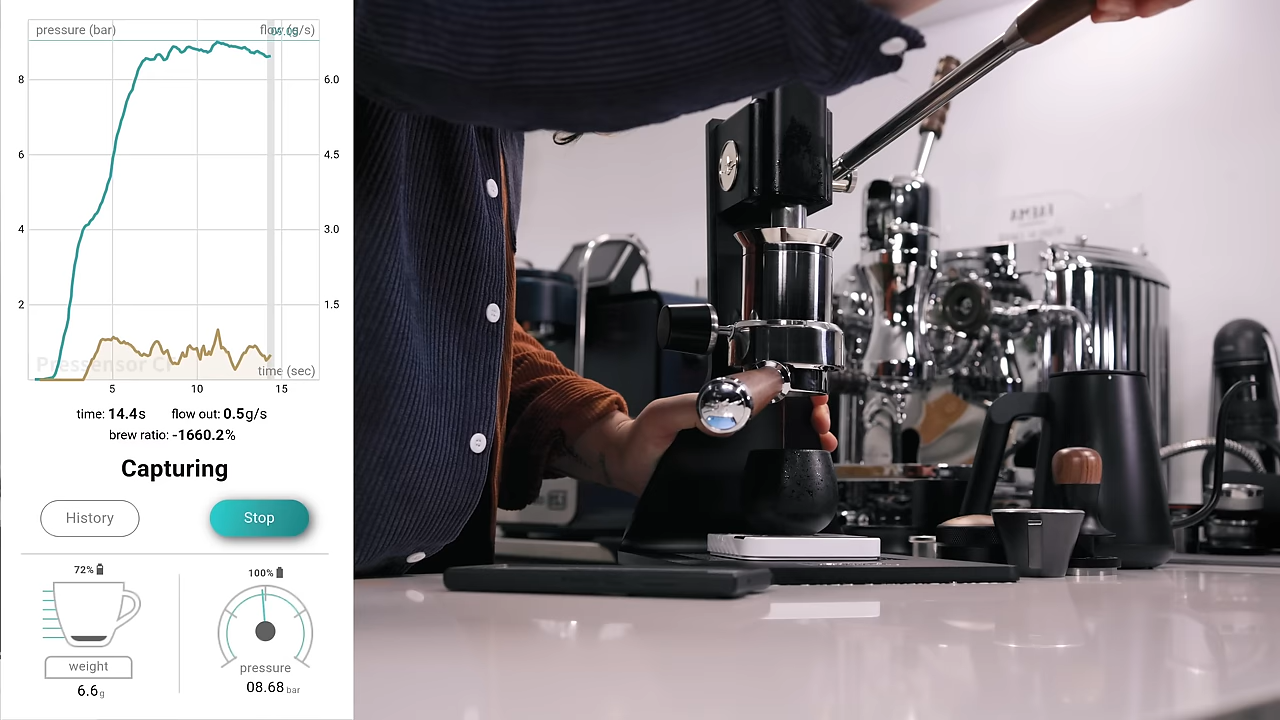 pressure (bar) flow (g/s)
8 6.0
6 4.5
4 3.0
2 1.5
time (sec)
5 10 15
time: 14.4s flow out: 0.5g/s
brew ratio: -1660.2%
Capturing
History Stop
72% 100%
weight pressure
6.6g 08.68 bar